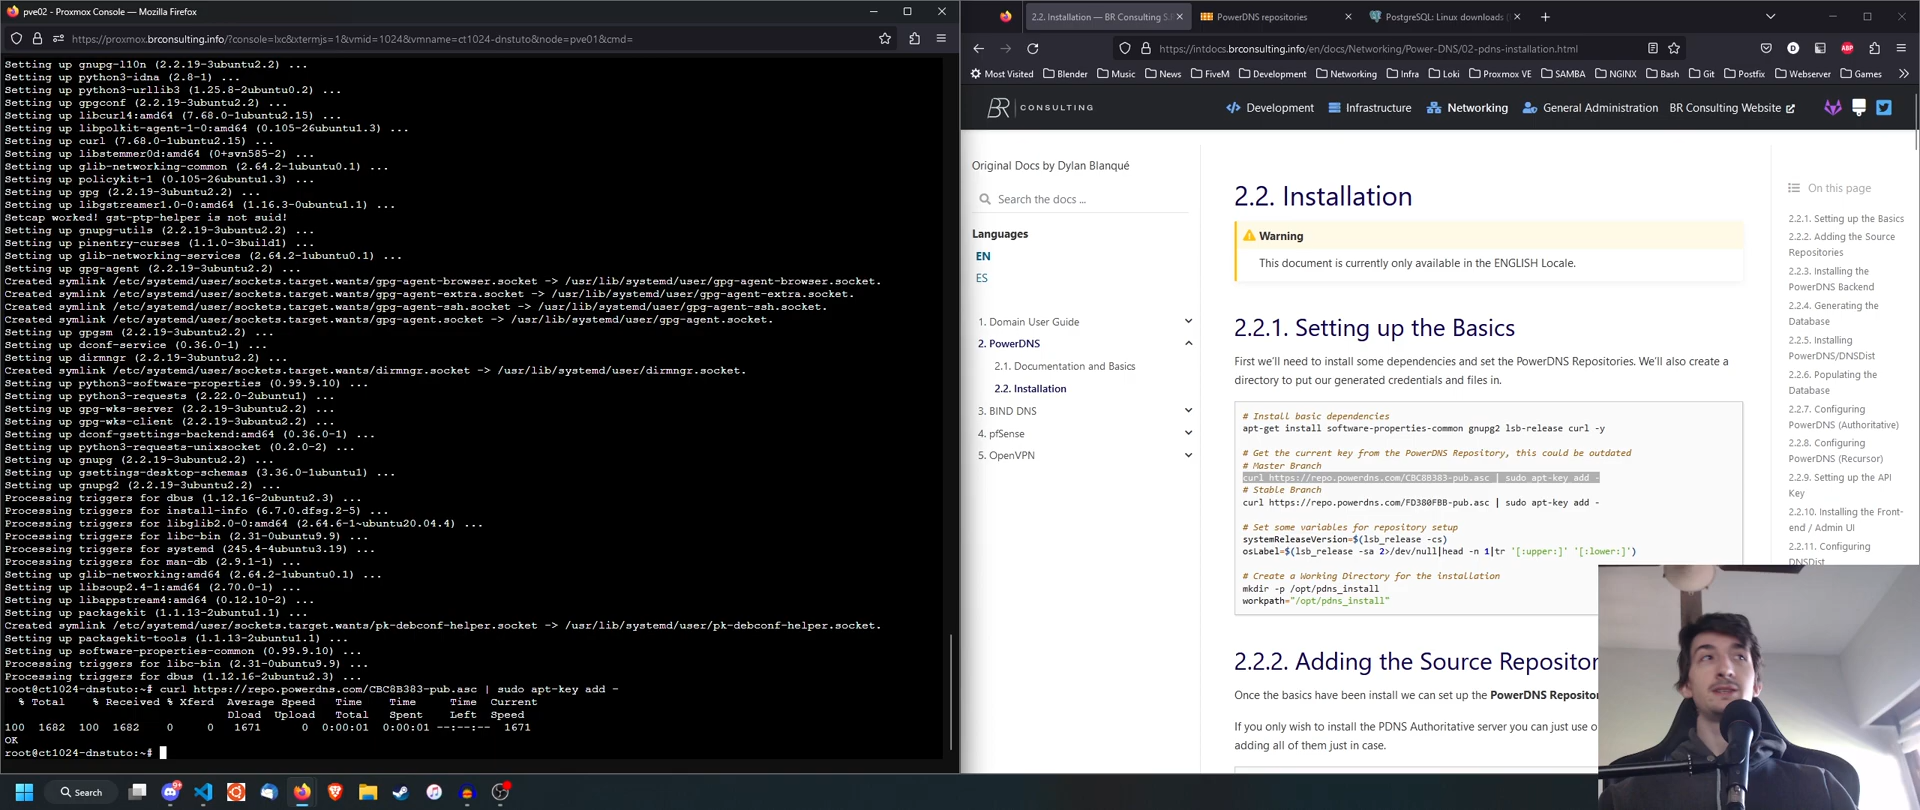 pve02 - Proxmox Console — Mozilla Firefox
https://proxmox.brconsulting.info/?console=lxc&xtermjs=1&vmid=1024&vmname=ct1024-dnstuto&node=pve01&cmd=
Setting up gnupg-l10n (2.2.19-3ubuntu2.2) ...
Setting up python3-idna (2.8-1) ...
Setting up python3-urllib3 (1.25.8-2ubuntu0.2) ...
Setting up gpgconf (2.2.19-3ubuntu2.2) ...
Setting up libcurl4:amd64 (7.68.0-1ubuntu2.15) ...
Setting up libpolkit-agent-1-0:amd64 (0.105-26ubuntu1.3) ...
Setting up curl (7.68.0-1ubuntu2.15) ...
Setting up libstemmer0d:amd64 (0+svn585-2) ...
Setting up glib-networking-common (2.64.2-1ubuntu0.1) ...
Setting up policykit-1 (0.105-26ubuntu1.3) ...
Setting up gpg (2.2.19-3ubuntu2.2) ...
Setting up libgstreamer1.0-0:amd64 (1.16.3-0ubuntu1.1) ...
Setcap worked! gst-ptp-helper is not suid!
Setting up gnupg-utils (2.2.19-3ubuntu2.2) ...
Setting up pinentry-curses (1.1.0-3build1) ...
Setting up glib-networking-services (2.64.2-1ubuntu0.1) ...
Setting up gpg-agent (2.2.19-3ubuntu2.2) ...
Created symlink /etc/systemd/user/sockets.target.wants/gpg-agent-browser.socket -> /usr/lib/systemd/user/gpg-agent-browser.socket.
Created symlink /etc/systemd/user/sockets.target.wants/gpg-agent-extra.socket -> /usr/lib/systemd/user/gpg-agent-extra.socket.
Created symlink /etc/systemd/user/sockets.target.wants/gpg-agent-ssh.socket -> /usr/lib/systemd/user/gpg-agent-ssh.socket.
Created symlink /etc/systemd/user/sockets.target.wants/gpg-agent.socket -> /usr/lib/systemd/user/gpg-agent.socket.
Setting up gpgsm (2.2.19-3ubuntu2.2) ...
Setting up dconf-service (0.36.0-1) ...
Setting up dirmngr (2.2.19-3ubuntu2.2) ...
Created symlink /etc/systemd/user/sockets.target.wants/dirmngr.socket -> /usr/lib/systemd/user/dirmngr.socket.
Setting up python3-software-properties (0.99.9.10) ...
Setting up python3-requests (2.22.0-2ubuntu1) ...
Setting up gpg-wks-server (2.2.19-3ubuntu2.2) ...
Setting up gpg-wks-client (2.2.19-3ubuntu2.2) ...
Setting up dconf-gsettings-backend:amd64 (0.36.0-1) ...
Setting up python3-requests-unixsocket (0.2.0-2) ...
Setting up gnupg (2.2.19-3ubuntu2.2) ...
Setting up gsettings-desktop-schemas (3.36.0-1ubuntu1) ...
Setting up gnupg2 (2.2.19-3ubuntu2.2) ...
Processing triggers for dbus (1.12.16-2ubuntu2.3) ...
Processing triggers for install-info (6.7.0.dfsg.2-5) ...
Processing triggers for libglib2.0-0:amd64 (2.64.6-1~ubuntu20.04.4) ...
Processing triggers for libc-bin (2.31-0ubuntu9.9) ...
Processing triggers for systemd (245.4-4ubuntu3.19) ...
Processing triggers for man-db (2.9.1-1) ...
Setting up glib-networking:amd64 (2.64.2-1ubuntu0.1) ...
Setting up libsoup2.4-1:amd64 (2.70.0-1) ...
Setting up libappstream4:amd64 (0.12.10-2) ...
Setting up packagekit (1.1.13-2ubuntu1.1) ...
Created symlink /etc/systemd/user/sockets.target.wants/pk-debconf-helper.socket -> /usr/lib/systemd/user/pk-debconf-helper.socket.
Setting up packagekit-tools (1.1.13-2ubuntu1.1) ...
Setting up software-properties-common (0.99.9.10) ...
Processing triggers for libc-bin (2.31-0ubuntu9.9) ...
Processing triggers for dbus (1.12.16-2ubuntu2.3) ...
root@ct1024-dnstuto:~# curl https://repo.powerdns.com/CBC8B383-pub.asc | sudo apt-key add -
% Total % Received % Xferd Average Speed Time Time Time Current
Dload Upload Total Spent Left Speed
100 1682 100 1682 0 0 1671 0 0:00:01 0:00:01 --:--:-- 1671
OK
root@ct1024-dnstuto:~#
2.2. Installation — BR Consulting S.
PowerDNS repositories
PostgreSQL: Linux downloads (
https://intdocs.brconsulting.info/en/docs/Networking/Power-DNS/02-pdns-installation.html
Most Visited Blender Music News FiveM Development Networking Infra Loki Proxmox VE SAMBA NGINX Bash Git Postfix Webserver Games
BR CONSULTING
Development Infrastructure Networking General Administration BR Consulting Website
Original Docs by Dylan Blanqué
Search the docs ...
Languages
EN
ES
1. Domain User Guide
2. PowerDNS
2.1. Documentation and Basics
2.2. Installation
3. BIND DNS
4. pfSense
5. OpenVPN
2.2. Installation
Warning
This document is currently only available in the ENGLISH Locale.
2.2.1. Setting up the Basics
First we'll need to install some dependencies and set the PowerDNS Repositories. We'll also create a
directory to put our generated credentials and files in.
# Install basic dependencies
apt-get install software-properties-common gnupg2 lsb-release curl -y
# Get the current key from the PowerDNS Repository, this could be outdated
# Master Branch
curl https://repo.powerdns.com/CBC8B383-pub.asc | sudo apt-key add -
# Stable Branch
curl https://repo.powerdns.com/FD380FBB-pub.asc | sudo apt-key add -
# Set some variables for repository setup
systemReleaseVersion=$(lsb_release -cs)
osLabel=$(lsb_release -sa 2>/dev/null|head -n 1|tr '[:upper:]' '[:lower:]')
# Create a Working Directory for the installation
mkdir -p /opt/pdns_install
workpath="/opt/pdns_install"
2.2.2. Adding the Source Repositor
Once the basics have been install we can set up the PowerDNS Repositor
If you only wish to install the PDNS Authoritative server you can just use o
adding all of them just in case.
On this page
2.2.1. Setting up the Basics
2.2.2. Adding the Source
Repositories
2.2.3. Installing the
PowerDNS Backend
2.2.4. Generating the
Database
2.2.5. Installing
PowerDNS/DNSDist
2.2.6. Populating the
Database
2.2.7. Configuring
PowerDNS (Authoritative)
2.2.8. Configuring
PowerDNS (Recursor)
2.2.9. Setting up the API
Key
2.2.10. Installing the Front-
end / Admin UI
2.2.11. Configuring
DNSDist
Search